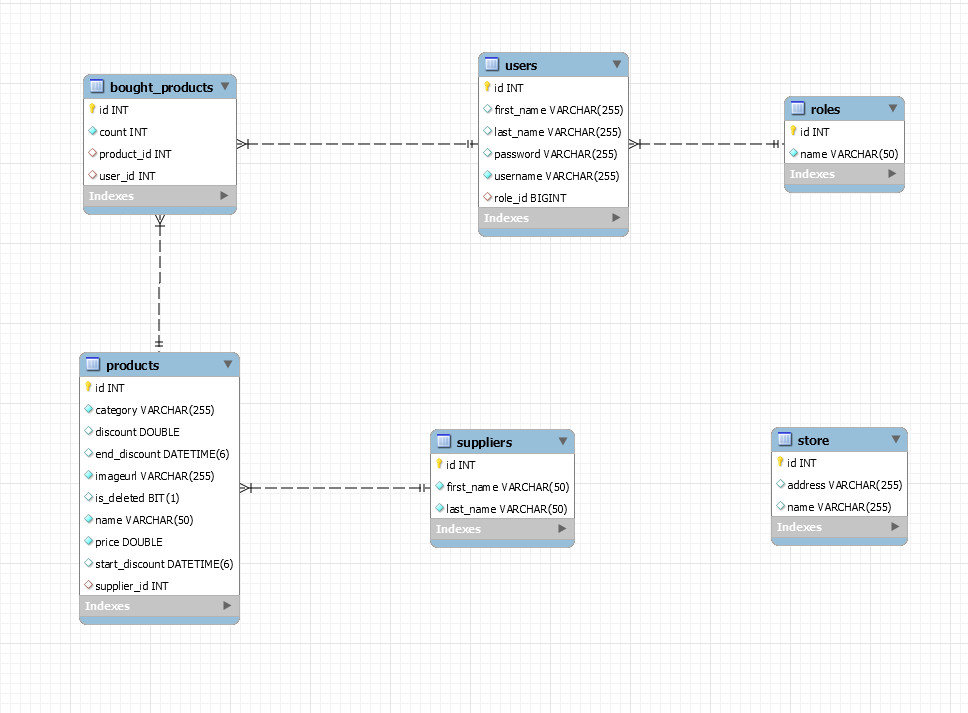 bought_products
id INT
count INT
product_id INT
user_id INT
Indexes
users
id INT
first_name VARCHAR(255)
last_name VARCHAR(255)
password VARCHAR(255)
username VARCHAR(255)
role_id BIGINT
Indexes
roles
id INT
name VARCHAR(50)
Indexes
products
id INT
category VARCHAR(255)
discount DOUBLE
end_discount DATETIME(6)
imageurl VARCHAR(255)
is_deleted BIT(1)
name VARCHAR(50)
price DOUBLE
start_discount DATETIME(6)
supplier_id INT
Indexes
suppliers
id INT
first_name VARCHAR(50)
last_name VARCHAR(50)
Indexes
store
id INT
address VARCHAR(255)
name VARCHAR(255)
Indexes